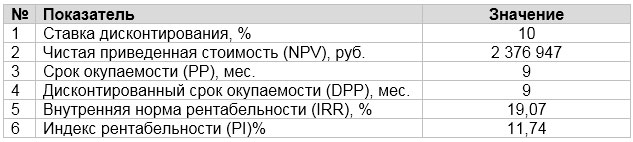 № Показатель Значение
1 Ставка дисконтирования, % 10
2 Чистая приведенная стоимость (NPV), руб. 2 376 947
3 Срок окупаемости (PP), мес. 9
4 Дисконтированный срок окупаемости (DPP), мес. 9
5 Внутренняя норма рентабельности (IRR), % 19,07
6 Индекс рентабельности (PI)% 11,74